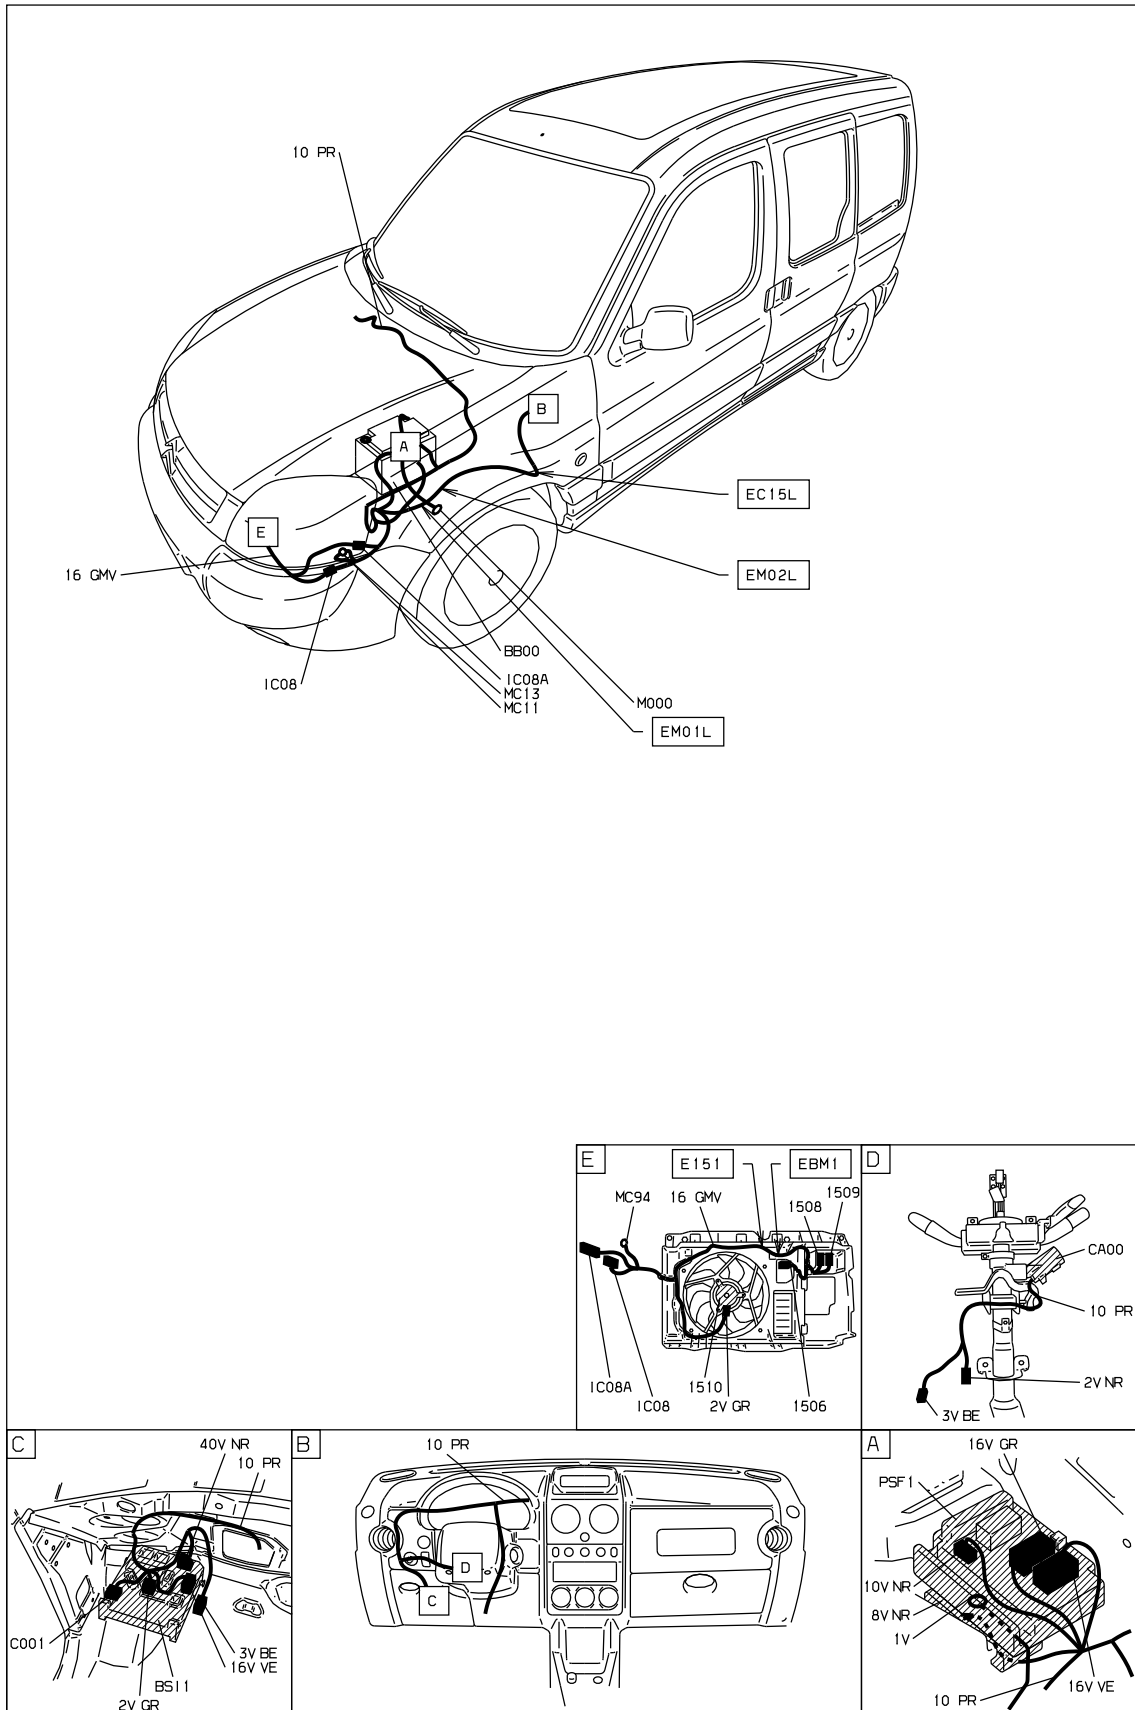 10 PR
B
A
EC15L
E
16 GMV
EM02L
BB00
IC08A
IC08
MC13
M000
MC11
EM01L
E
E151
EBM1
D
MC94
16 GMV
1509
1508
CA00
10 PR
IC08A
1510
2V NR
IC08
2V GR
1506
3V BE
C
40V NR
B
10 PR
A
16V GR
10 PR
PSF1
D
10V NR
C
8V NR
C001
3V BE
1V
16V VE
BSI1
16V VE
2V GR
10 PR